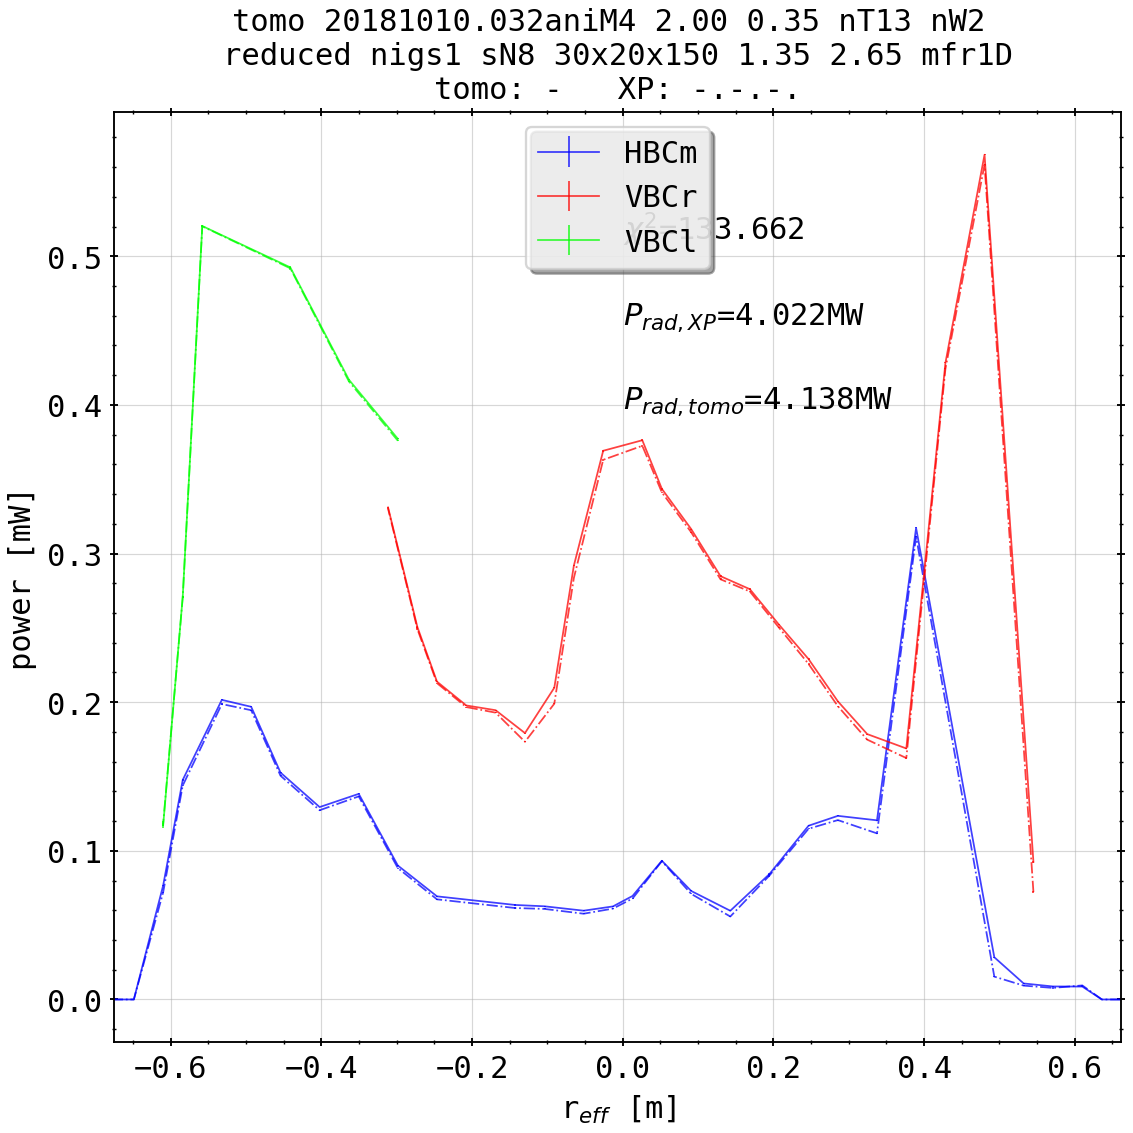 tomo 20181010.032aniM4 2.00 0.35 nT13 nW2
reduced nigs1 sN8 30x20x150 1.35 2.65 mfr1D
tomo: - XP: -.-.-.
HBCm
VBCr
VBCl
χ²=133.662
P_rad,XP=4.022MW
P_rad,tomo=4.138MW
power [mW]
0.5
0.4
0.3
0.2
0.1
0.0
−0.6 −0.4 −0.2 0.0 0.2 0.4 0.6
r_eff [m]